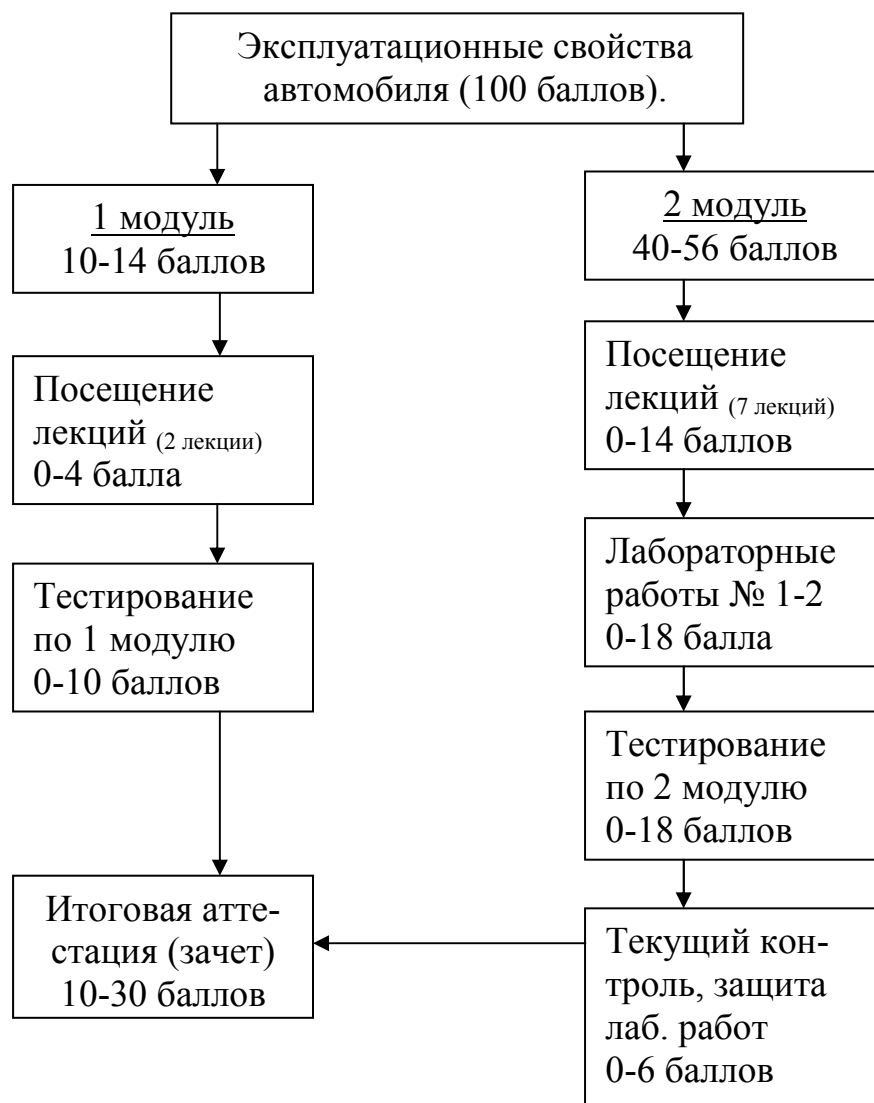 Эксплуатационные свойства
автомобиля (100 баллов).
1 модуль
10-14 баллов
Посещение
лекций (2 лекции)
0-4 балла
Тестирование
по 1 модулю
0-10 баллов
Итоговая атте-
стация (зачет)
10-30 баллов
2 модуль
40-56 баллов
Посещение
лекций (7 лекций)
0-14 баллов
Лабораторные
работы № 1-2
0-18 балла
Тестирование
по 2 модулю
0-18 баллов
Текущий кон-
троль, защита
лаб. работ
0-6 баллов